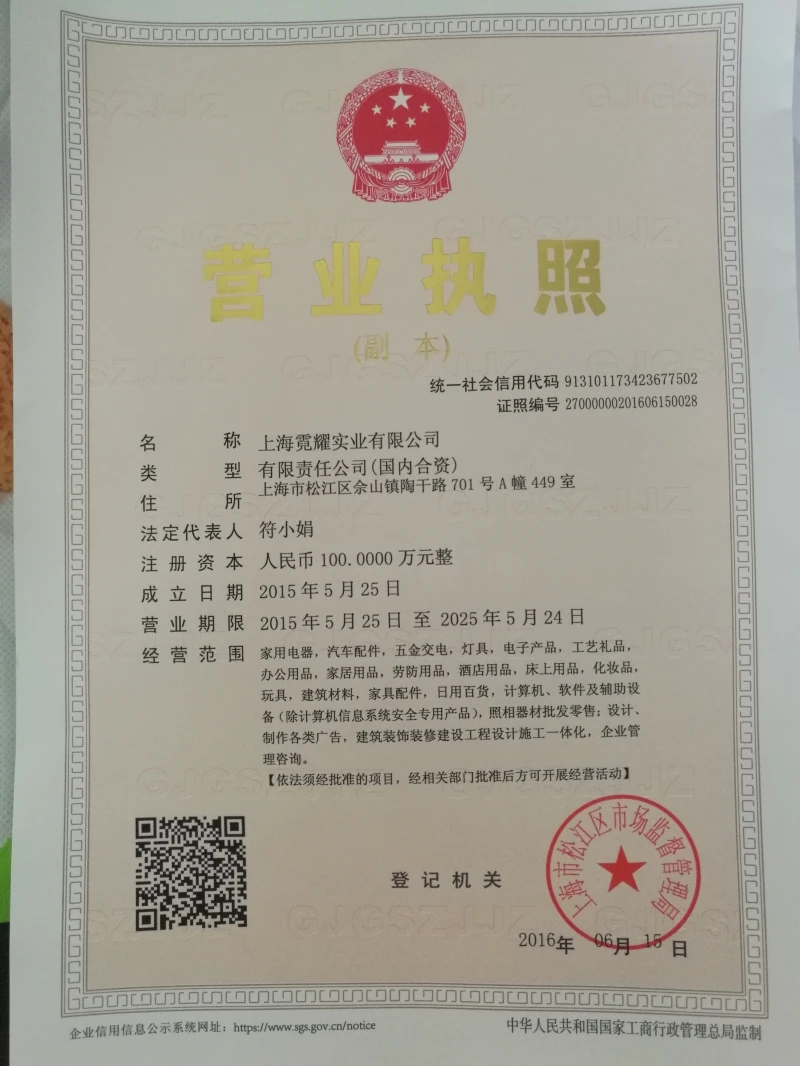 营业执照
(副本)
统一社会信用代码 913101173423677502
证照编号 27000000201606150028
名称 上海霓耀实业有限公司
类型 有限责任公司(国内合资)
住所 上海市松江区佘山镇陶干路 701 号 A 幢 449 室
法定代表人 符小娟
注册资本 人民币 100.0000 万元整
成立日期 2015 年 5 月 25 日
营业期限 2015 年 5 月 25 日 至 2025 年 5 月 24 日
经营范围 家用电器，汽车配件，五金交电，灯具，电子产品，工艺礼品，
办公用品，家居用品，劳防用品，酒店用品，床上用品，化妆品，
玩具，建筑材料，家具配件，日用百货，计算机、软件及辅助设
备（除计算机信息系统安全专用产品），照相器材批发零售；设计、
制作各类广告，建筑装饰装修建设工程设计施工一体化，企业管
理咨询。
【依法须经批准的项目，经相关部门批准后方可开展经营活动】
登记机关
上海市松江区市场监督管理局
2016年 06月 15日
企业信用信息公示系统网址：https://www.sgs.gov.cn/notice
中华人民共和国国家工商行政管理总局监制